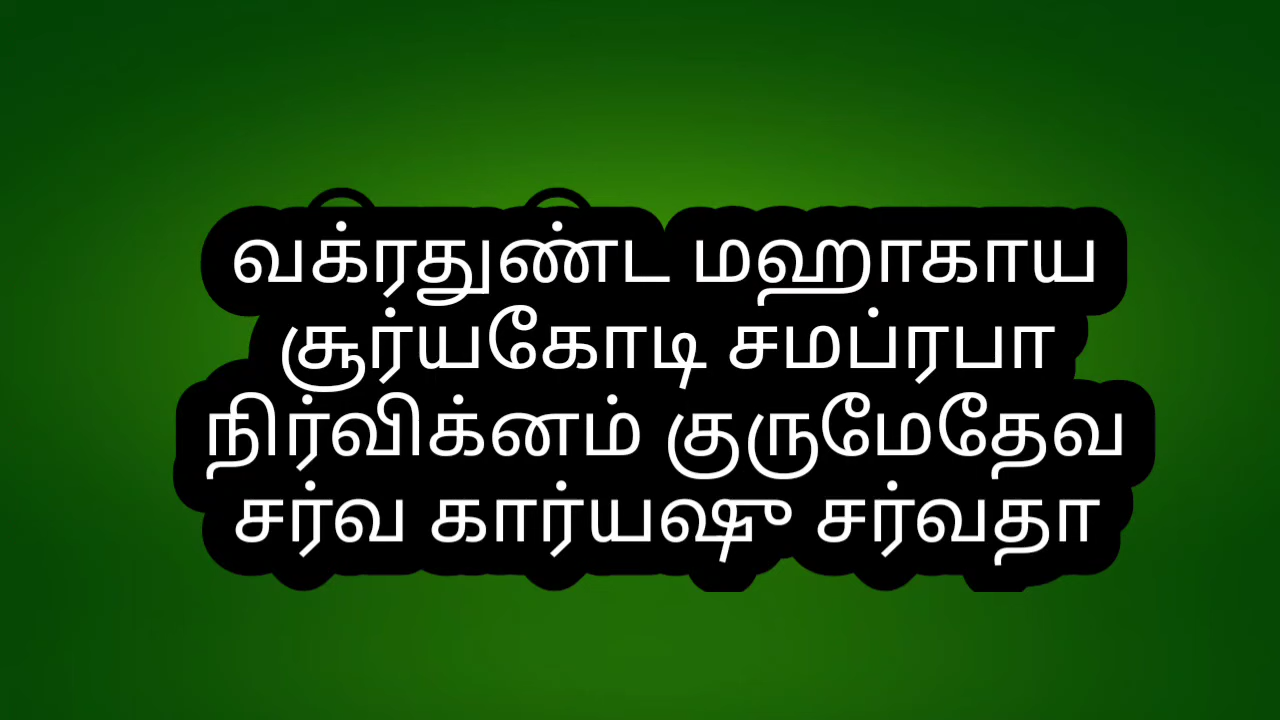 வக்ரதுண்ட மஹாகாய
சூர்யகோடி சமப்ரபா
நிர்விக்னம் குருமேதேவ
சர்வ கார்யஷு சர்வதா